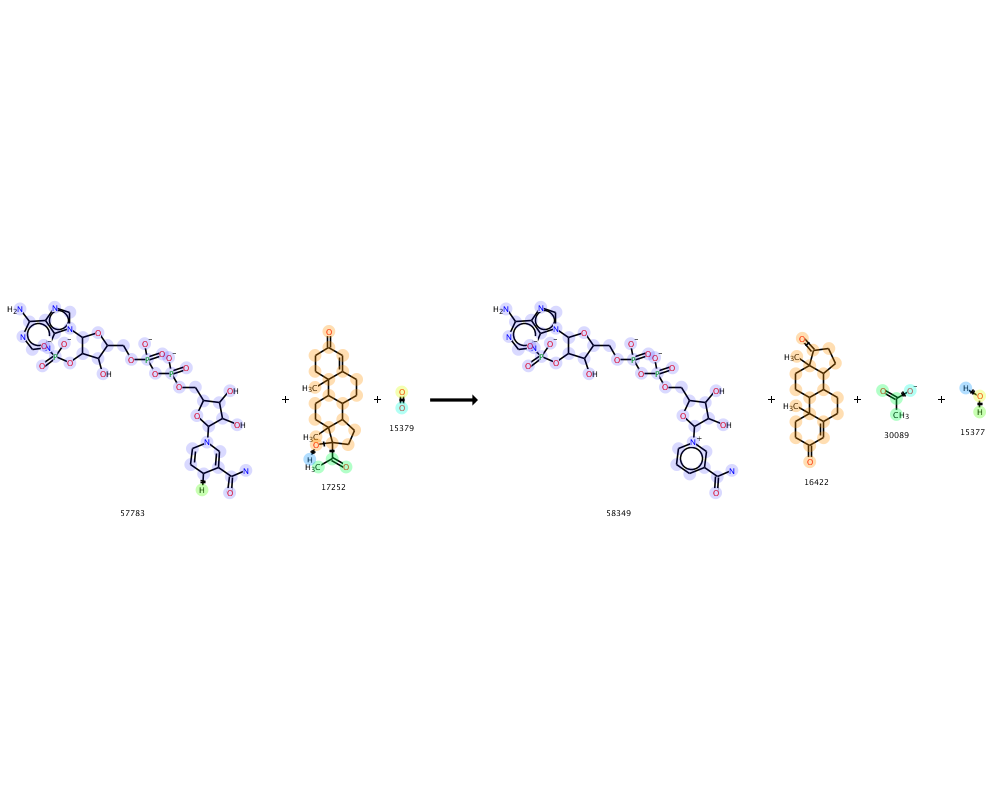 H₂N N N N N O O⁻ O⁻ O⁻ O⁻ P P P O O O O O O O OH OH OH O N N O H
57783
+
O H₃C H₃C O H H₃C O
17252
+
O O
15379
H₂N N N N N O O⁻ O⁻ O⁻ O⁻ P P P O O O O O O O OH OH OH O N⁺ N O
58349
+
O H₃C H₃C O
16422
+
O O⁻ CH₃
30089
+
H O H
15377